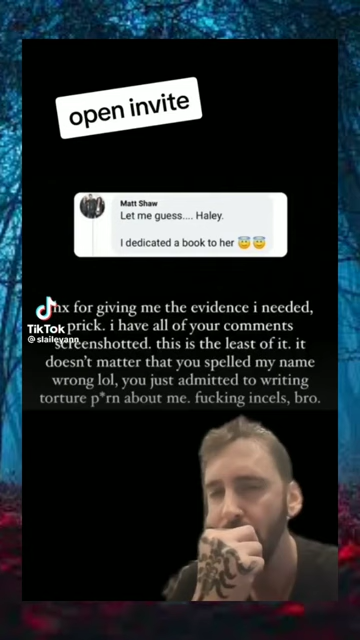 open invite
Matt Shaw
Let me guess.... Haley.
I dedicated a book to her 😇😇
hx for giving me the evidence i needed,
prick. i have all of your comments
screenshotted. this is the least of it. it
doesn't matter that you spelled my name
wrong lol, you just admitted to writing
torture p*rn about me. fucking incels, bro.
TikTok
@slaileyann